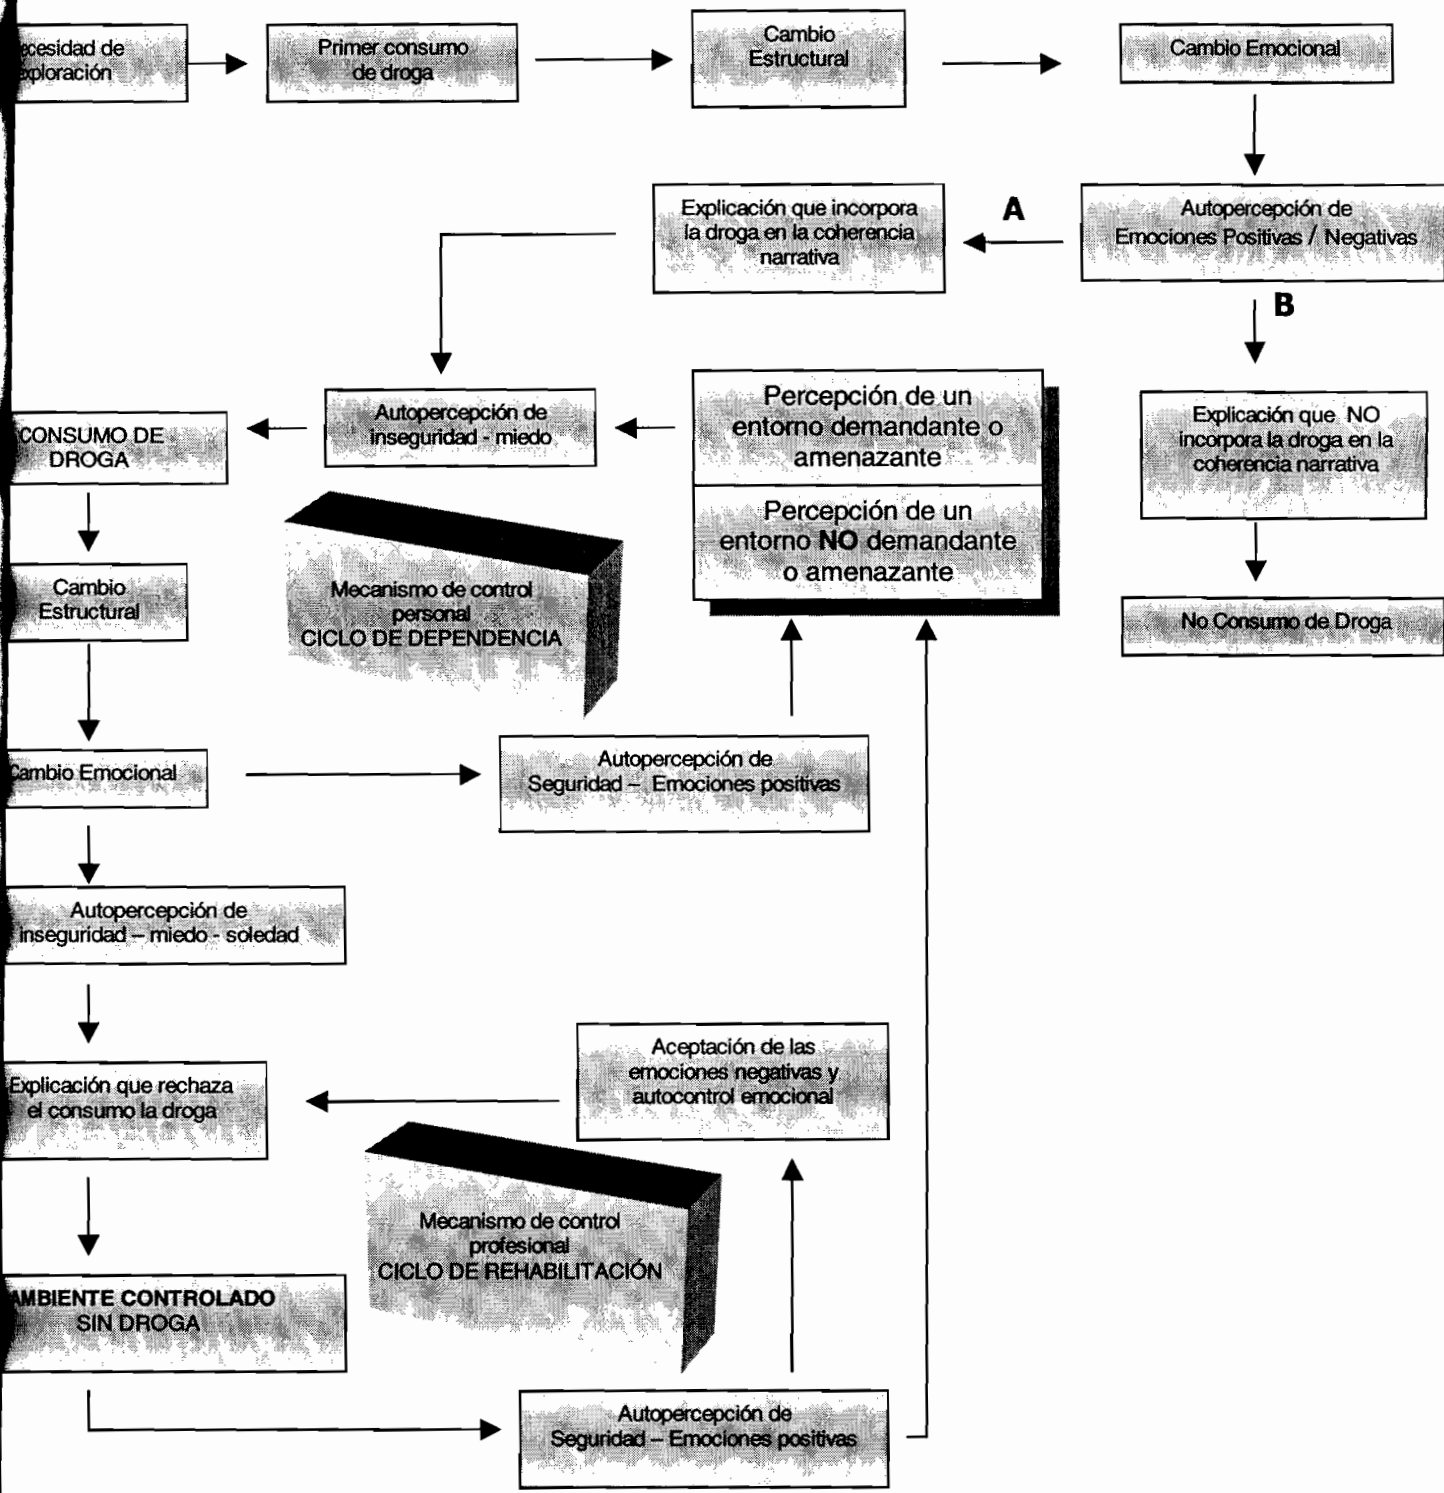 ecesidad de
xploración
Primer consumo
de droga
Cambio
Estructural
Cambio Emocional
Explicación que incorpora
la droga en la coherencia
narrativa
A
Autopercepción de
Emociones Positivas / Negativas
B
CONSUMO DE
DROGA
Autopercepción de
inseguridad - miedo
Percepción de un
entorno demandante o
amenazante
Percepción de un
entorno NO demandante
o amenazante
Explicación que NO
incorpora la droga en la
coherencia narrativa
Cambio
Estructural
Mecanismo de control
personal
CICLO DE DEPENDENCIA
No Consumo de Droga
Cambio Emocional
Autopercepción de
Seguridad – Emociones positivas
Autopercepción de
inseguridad – miedo - soledad
Explicación que rechaza
el consumo la droga
Aceptación de las
emociones negativas y
autocontrol emocional
Mecanismo de control
profesional
CICLO DE REHABILITACIÓN
AMBIENTE CONTROLADO
SIN DROGA
Autopercepción de
Seguridad – Emociones positivas